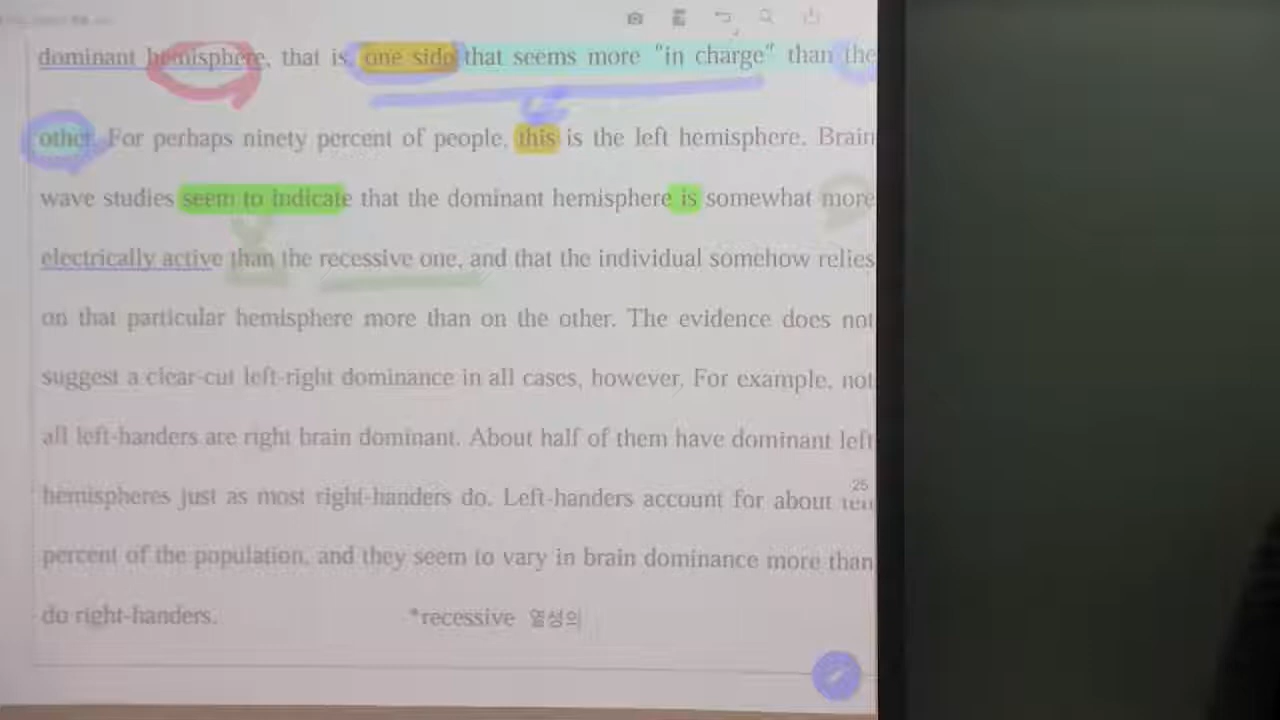 dominant hemisphere, that is, one side that seems more "in charge" than the
other. For perhaps ninety percent of people, this is the left hemisphere. Brain
wave studies seem to indicate that the dominant hemisphere is somewhat more
electrically active than the recessive one, and that the individual somehow relies
on that particular hemisphere more than on the other. The evidence does not
suggest a clear-cut left-right dominance in all cases, however. For example, not
all left-handers are right brain dominant. About half of them have dominant left
hemispheres just as most right-handers do. Left-handers account for about ten
25
percent of the population, and they seem to vary in brain dominance more than
do right-handers.
*recessive 열성의